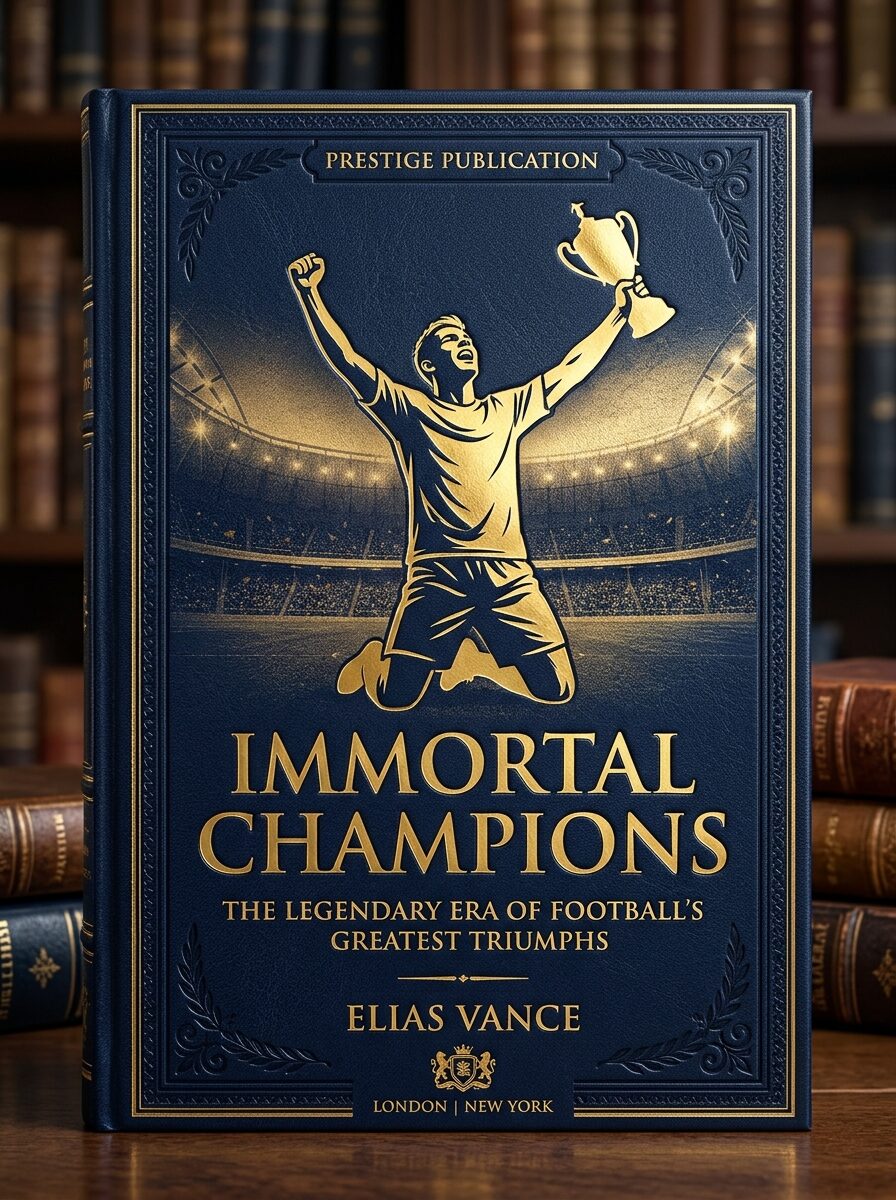 PRESTIGE PUBLICATION
IMMORTAL
CHAMPIONS
THE LEGENDARY ERA OF FOOTBALL'S
GREATEST TRIUMPHS
ELIAS VANCE
LONDON | NEW YORK